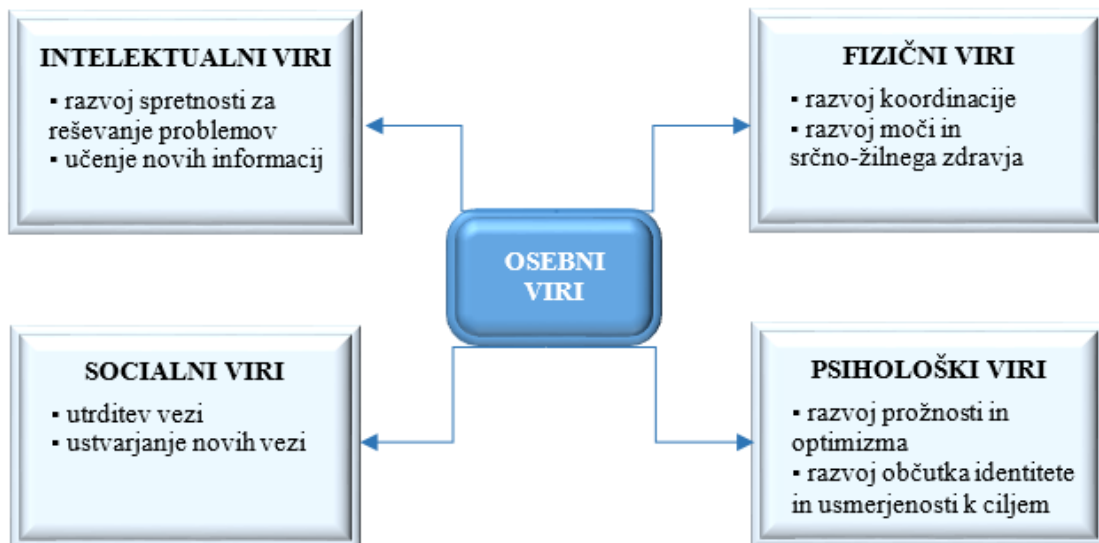 INTELEKTUALNI VIRI
▪ razvoj spretnosti za
reševanje problemov
▪ učenje novih informacij
FIZIČNI VIRI
▪ razvoj koordinacije
▪ razvoj moči in
srčno-žilnega zdravja
OSEBNI
VIRI
SOCIALNI VIRI
▪ utrditev vezi
▪ ustvarjanje novih vezi
PSIHOLOŠKI VIRI
▪ razvoj prožnosti in
optimizma
▪ razvoj občutka identitete
in usmerjenosti k ciljem